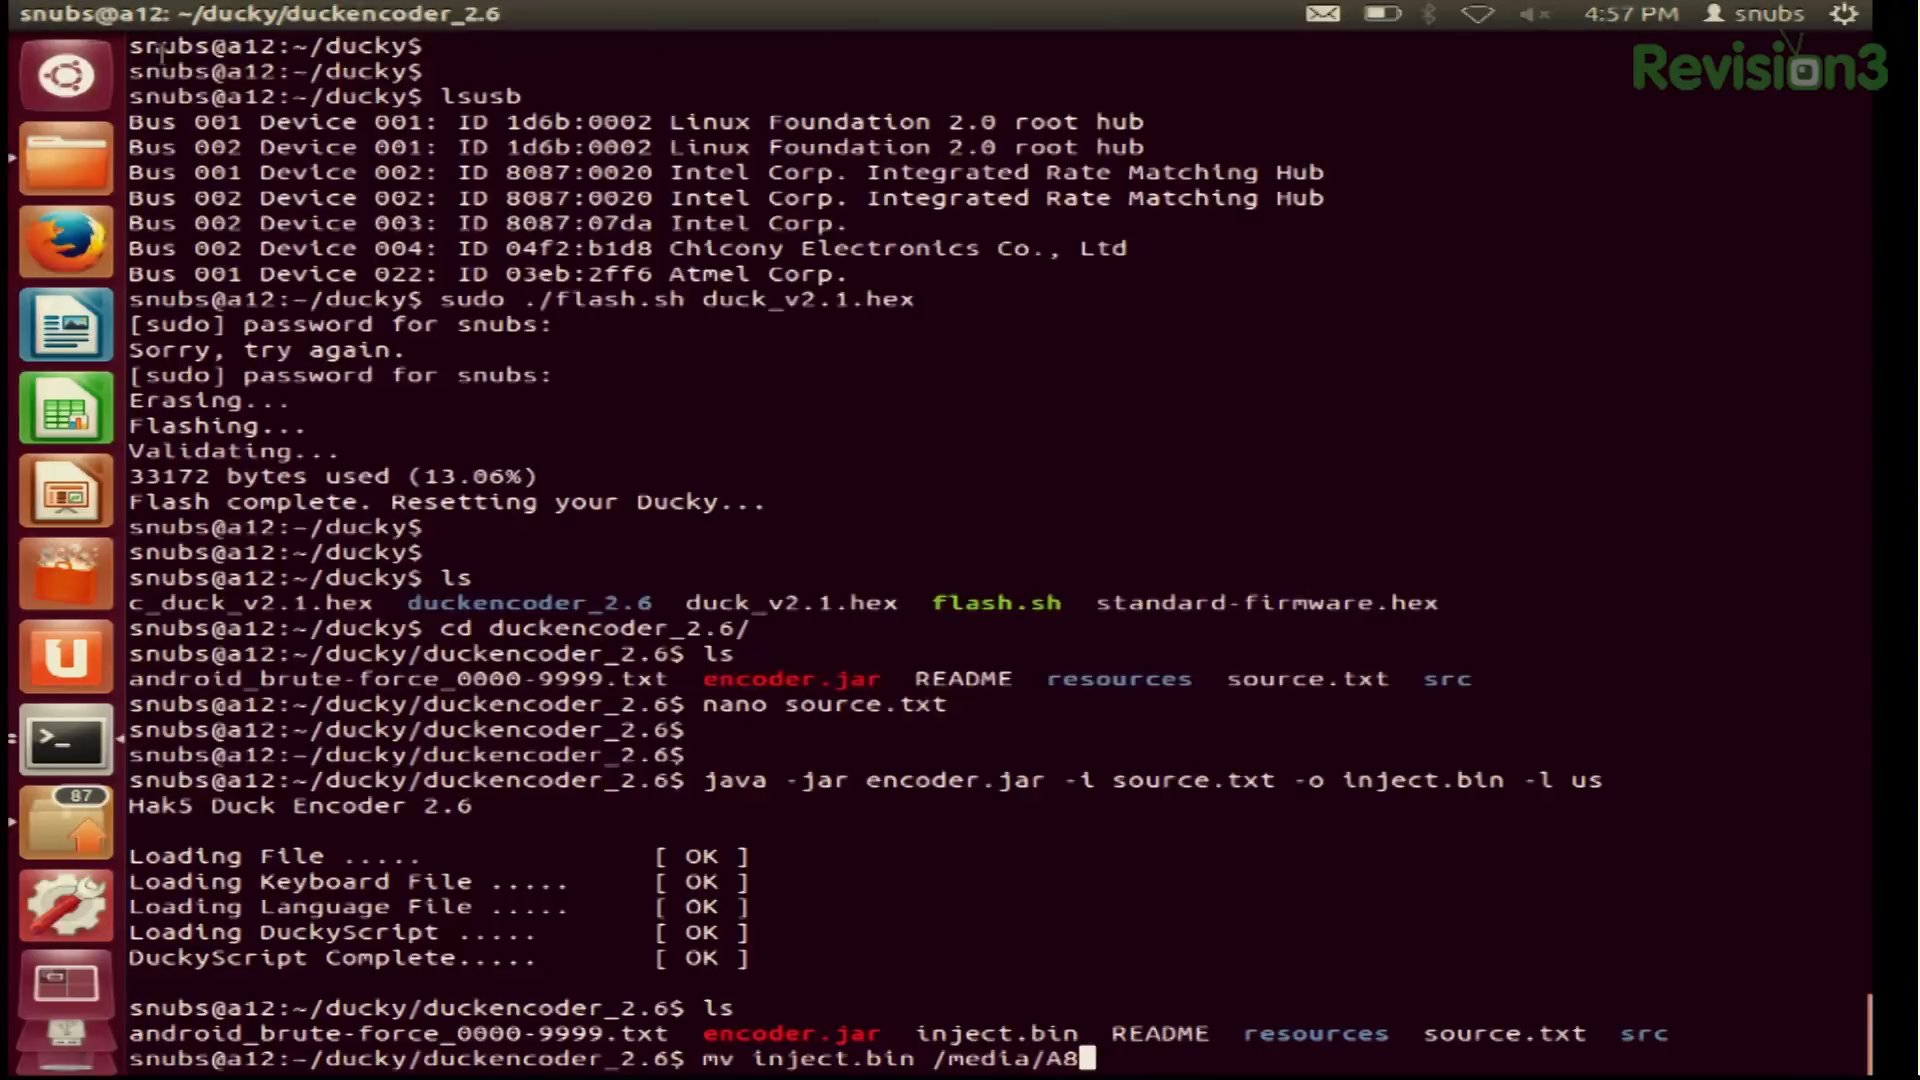 snubs@a12: ~/ducky/duckencoder_2.6
4:57 PM snubs
Revision3
snubs@a12:~/ducky$
snubs@a12:~/ducky$
snubs@a12:~/ducky$ lsusb
Bus 001 Device 001: ID 1d6b:0002 Linux Foundation 2.0 root hub
Bus 002 Device 001: ID 1d6b:0002 Linux Foundation 2.0 root hub
Bus 001 Device 002: ID 8087:0020 Intel Corp. Integrated Rate Matching Hub
Bus 002 Device 002: ID 8087:0020 Intel Corp. Integrated Rate Matching Hub
Bus 002 Device 003: ID 8087:07da Intel Corp.
Bus 002 Device 004: ID 04f2:b1d8 Chicony Electronics Co., Ltd
Bus 001 Device 022: ID 03eb:2ff6 Atmel Corp.
snubs@a12:~/ducky$ sudo ./flash.sh duck_v2.1.hex
[sudo] password for snubs:
Sorry, try again.
[sudo] password for snubs:
Erasing...
Flashing...
Validating...
33172 bytes used (13.06%)
Flash complete. Resetting your Ducky...
snubs@a12:~/ducky$
snubs@a12:~/ducky$
snubs@a12:~/ducky$ ls
c_duck_v2.1.hex duckencoder_2.6 duck_v2.1.hex flash.sh standard-firmware.hex
snubs@a12:~/ducky$ cd duckencoder_2.6/
snubs@a12:~/ducky/duckencoder_2.6$ ls
android_brute-force_0000-9999.txt encoder.jar README resources source.txt src
snubs@a12:~/ducky/duckencoder_2.6$ nano source.txt
snubs@a12:~/ducky/duckencoder_2.6$
snubs@a12:~/ducky/duckencoder_2.6$
snubs@a12:~/ducky/duckencoder_2.6$ java -jar encoder.jar -i source.txt -o inject.bin -l us
87
Hak5 Duck Encoder 2.6
Loading File ..... [ OK ]
Loading Keyboard File ..... [ OK ]
Loading Language File ..... [ OK ]
Loading DuckyScript ..... [ OK ]
DuckyScript Complete..... [ OK ]
snubs@a12:~/ducky/duckencoder_2.6$ ls
android_brute-force_0000-9999.txt encoder.jar inject.bin README resources source.txt src
snubs@a12:~/ducky/duckencoder_2.6$ mv inject.bin /media/A8